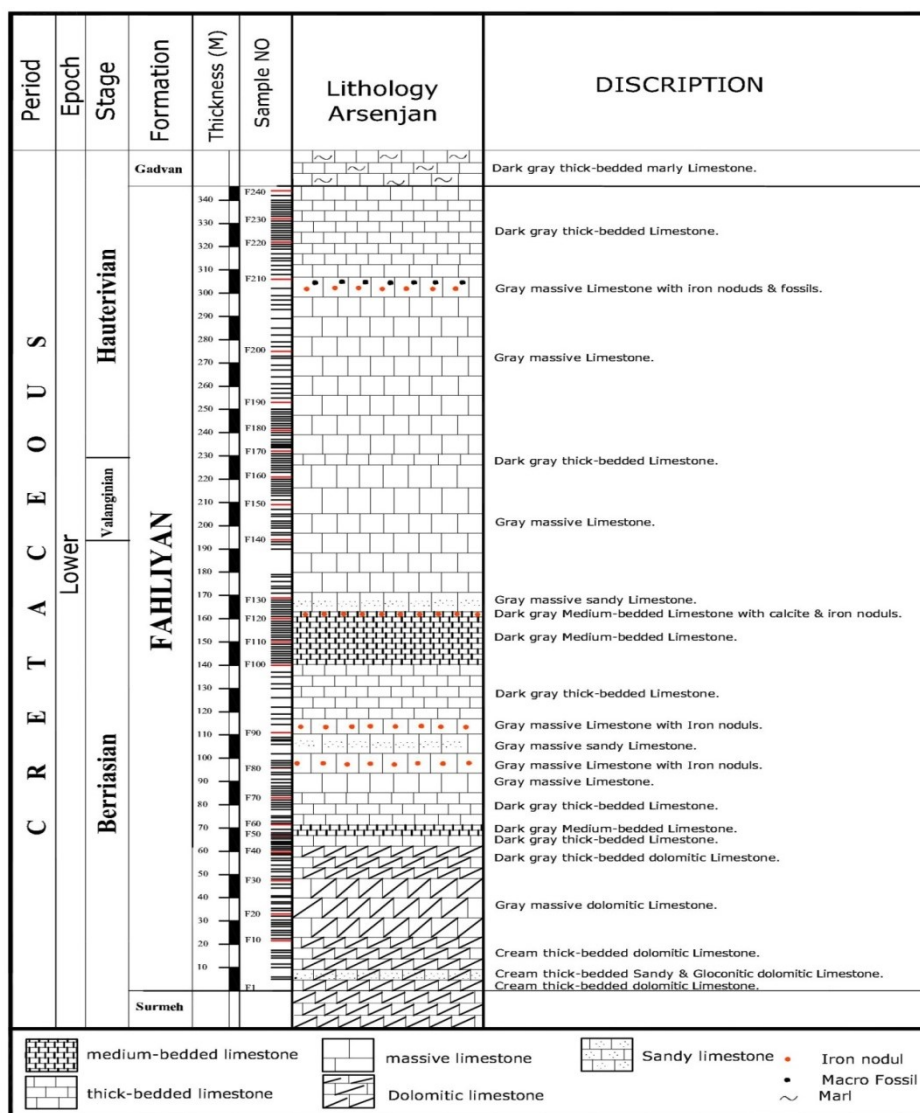 Period
Epoch
Stage
Formation
Thickness (M)
Sample NO
Lithology
Arsenjan
DISCRIPTION
CRETACEOUS
Lower
Hauterivian
Valanginian
Berriasian
Gadvan
FAHLIYAN
Surmeh
340
330
320
310
300
290
280
270
260
250
240
230
220
210
200
190
180
170
160
150
140
130
120
110
100
90
80
70
60
50
40
30
20
10
F240
F230
F220
F210
F200
F190
F180
F170
F160
F150
F140
F130
F120
F110
F100
F90
F80
F70
F60
F50
F40
F30
F20
F10
F1
Dark gray thick-bedded marly Limestone.
Dark gray thick-bedded Limestone.
Gray massive Limestone with iron noduds & fossils.
Gray massive Limestone.
Dark gray thick-bedded Limestone.
Gray massive Limestone.
Gray massive sandy Limestone.
Dark gray Medium-bedded Limestone with calcite & iron noduls.
Dark gray Medium-bedded Limestone.
Dark gray thick-bedded Limestone.
Gray massive Limestone with Iron noduls.
Gray massive sandy Limestone.
Gray massive Limestone with Iron noduls.
Gray massive Limestone.
Dark gray thick-bedded Limestone.
Dark gray Medium-bedded Limestone.
Dark gray thick-bedded Limestone.
Dark gray thick-bedded dolomitic Limestone.
Gray massive dolomitic Limestone.
Cream thick-bedded dolomitic Limestone.
Cream thick-bedded Sandy & Gloconitic dolomitic Limestone.
Cream thick-bedded dolomitic Limestone.
medium-bedded limestone
massive limestone
Sandy limestone
Iron nodul
Macro Fossil
thick-bedded limestone
Dolomitic limestone
Marl